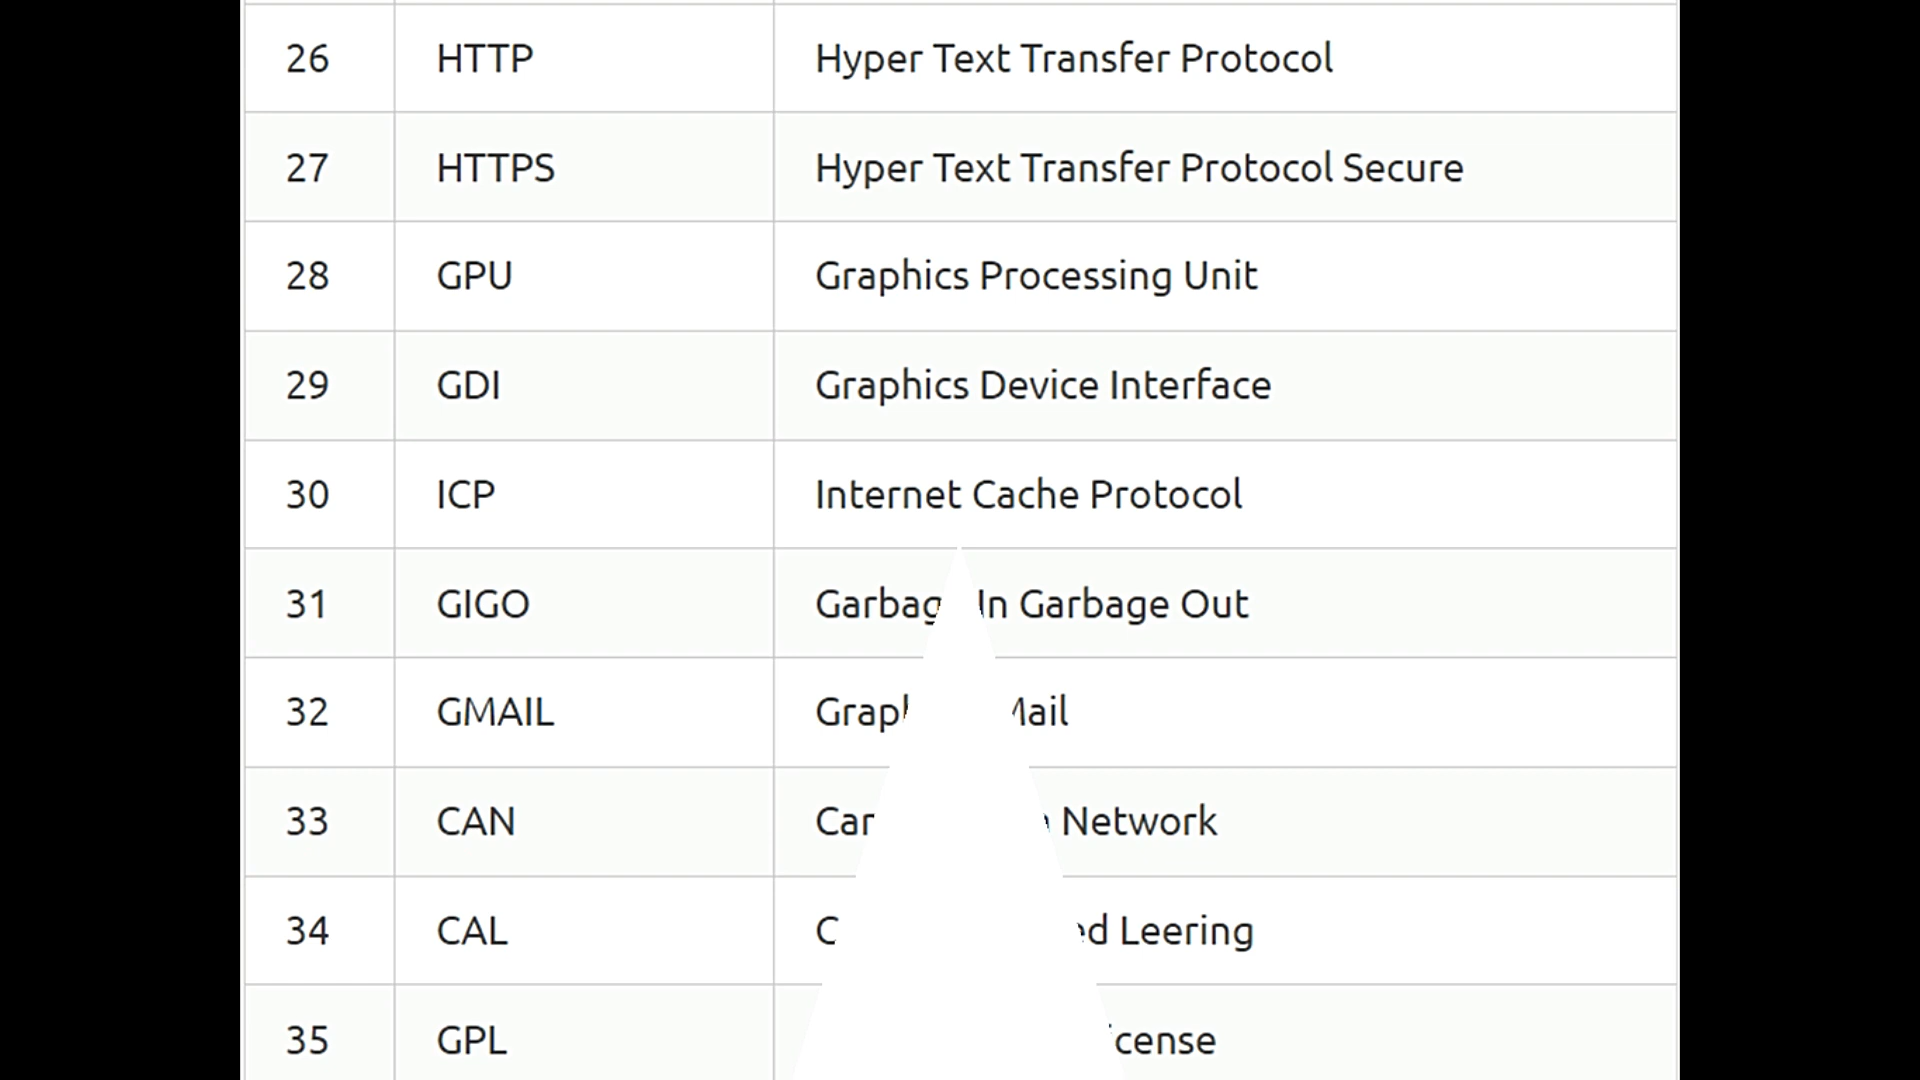 26 HTTP Hyper Text Transfer Protocol
27 HTTPS Hyper Text Transfer Protocol Secure
28 GPU Graphics Processing Unit
29 GDI Graphics Device Interface
30 ICP Internet Cache Protocol
31 GIGO In Garbage Out
32 GMAIL Mail
33 CAN Network
34 CAL Leering
35 GPL